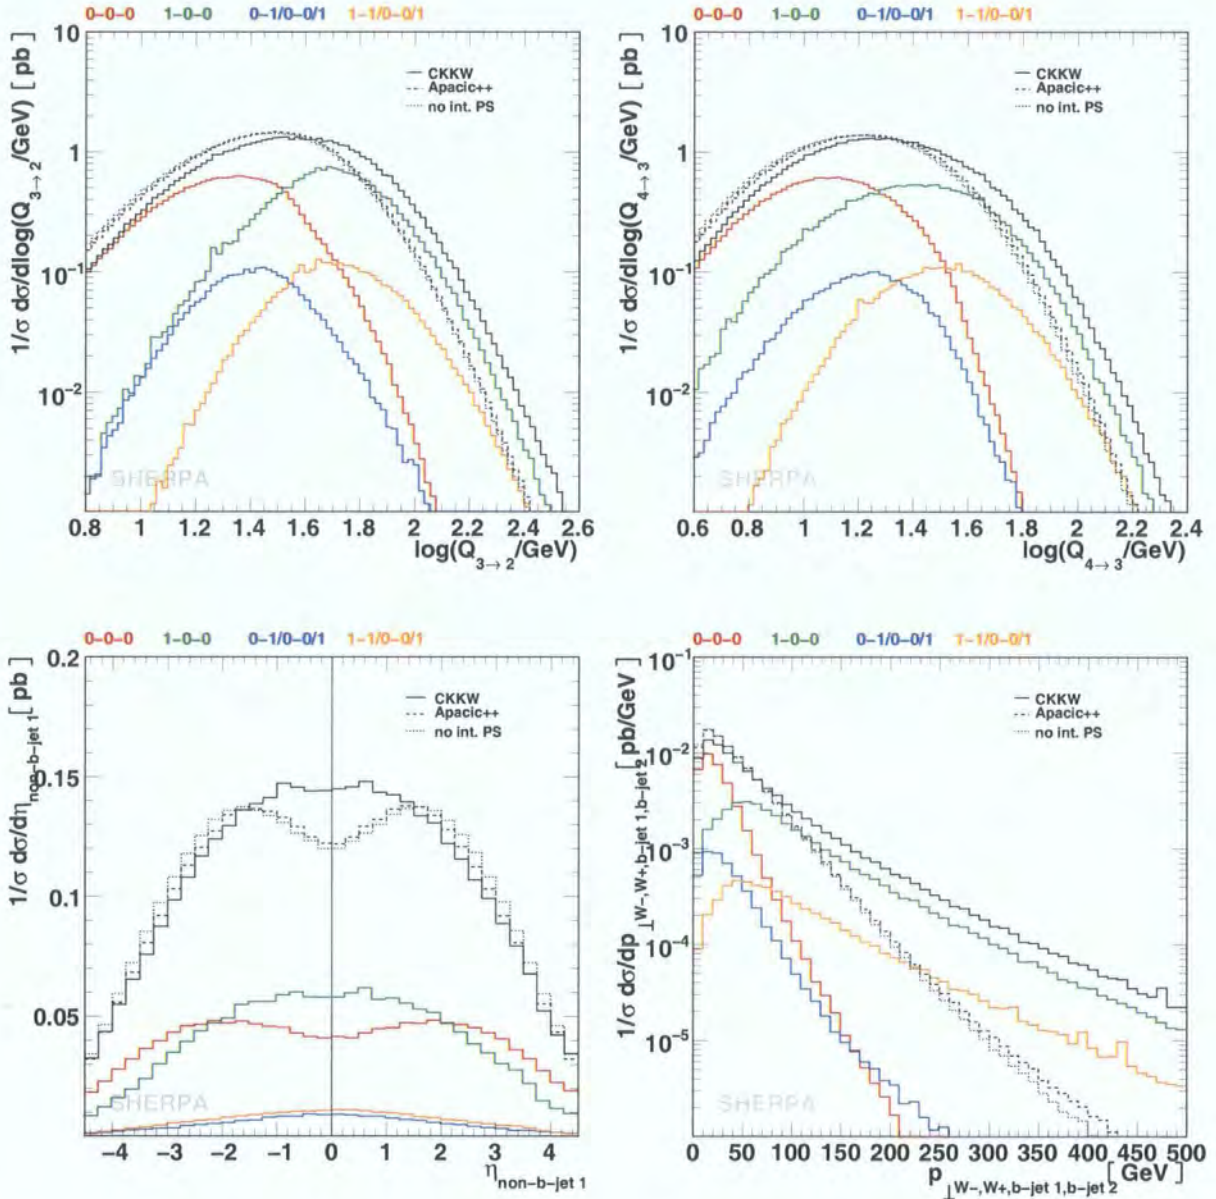 0-0-0 1-0-0 0-1/0-0/1 1-1/0-0/1
1/σ dσ/dlog(Q3→2/GeV) [ pb]
10
1
10-1
10-2
CKKW
Apacic++
no int. PS
SHERPA
0.8 1 1.2 1.4 1.6 1.8 2 2.2 2.4 2.6
log(Q3→2/GeV)
0-0-0 1-0-0 0-1/0-0/1 1-1/0-0/1
1/σ dσ/dlog(Q4→3/GeV) [ pb]
10
1
10-1
10-2
CKKW
Apacic++
no int. PS
SHERPA
0.6 0.8 1 1.2 1.4 1.6 1.8 2 2.2 2.4
log(Q4→3/GeV)
0-0-0 1-0-0 0-1/0-0/1 1-1/0-0/1
1/σ dσ/dηnon-b-jet 1[ pb]
0.2
0.15
0.1
0.05
CKKW
Apacic++
no int. PS
SHERPA
-4 -3 -2 -1 0 1 2 3 4
ηnon-b-jet 1
0-0-0 1-0-0 0-1/0-0/1 1-1/0-0/1
1/σ dσ/dp⊥W-,W+,b-jet 1,b-jet 2[ pb/GeV]
10-1
10-2
10-3
10-4
10-5
CKKW
Apacic++
no int. PS
SHERPA
0 50 100 150 200 250 300 350 400 450 500
p⊥W-,W+,b-jet 1,b-jet 2[ GeV]